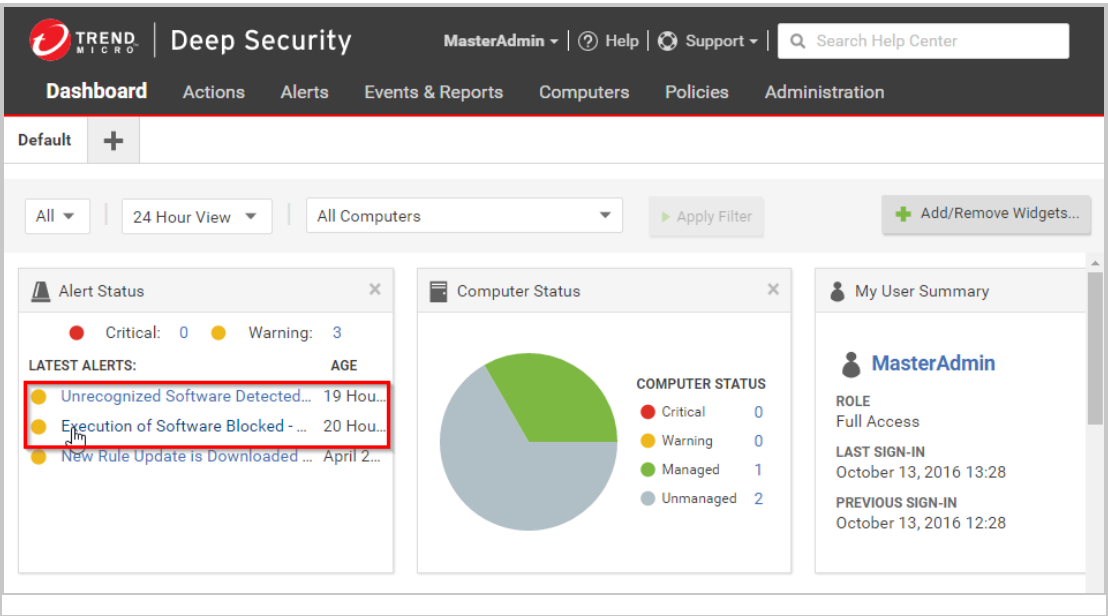 TREND MICRO Deep Security MasterAdmin Help Support Search Help Center
Dashboard Actions Alerts Events & Reports Computers Policies Administration
Default
All 24 Hour View All Computers Apply Filter Add/Remove Widgets...
Alert Status
Critical: 0 Warning: 3
LATEST ALERTS: AGE
Unrecognized Software Detected... 19 Hou...
Execution of Software Blocked - ... 20 Hou...
New Rule Update is Downloaded ... April 2...
Computer Status
COMPUTER STATUS
Critical 0
Warning 0
Managed 1
Unmanaged 2
My User Summary
MasterAdmin
ROLE
Full Access
LAST SIGN-IN
October 13, 2016 13:28
PREVIOUS SIGN-IN
October 13, 2016 12:28